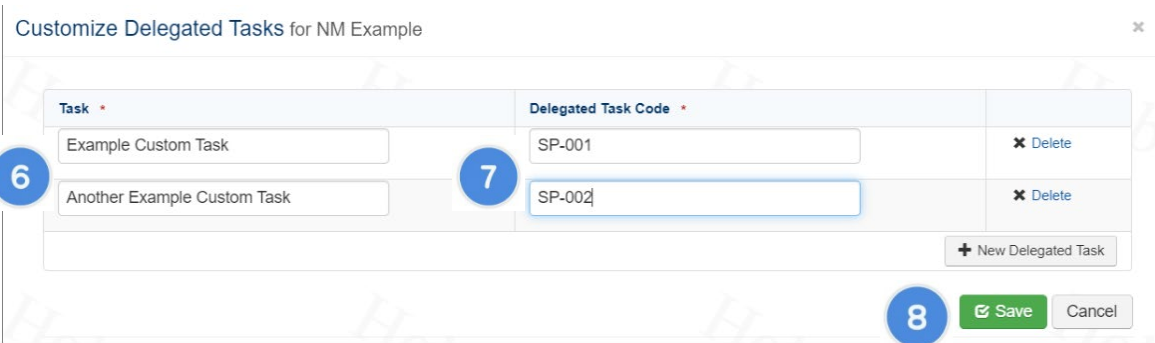 Customize Delegated Tasks for NM Example ×
Task * Delegated Task Code *
Example Custom Task SP-001 ✖ Delete
6 7
Another Example Custom Task SP-002 ✖ Delete
+ New Delegated Task
8 Save Cancel